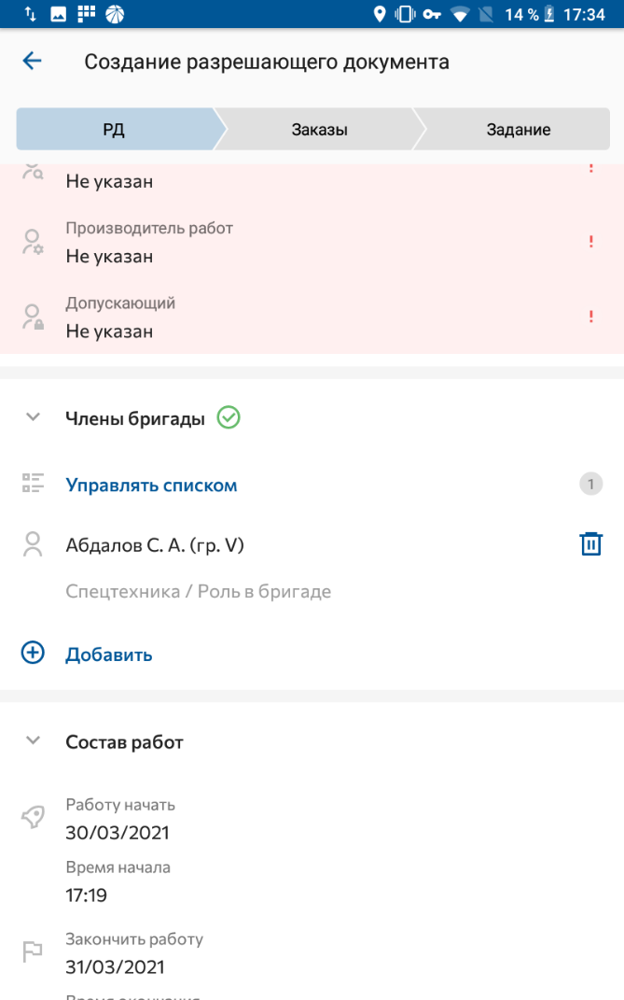 14 % 17:34
Создание разрешающего документа
РД Заказы Задание
Не указан !
Производитель работ
Не указан !
Допускающий
Не указан !
Члены бригады
Управлять списком 1
Абдалов С. А. (гр. V)
Спецтехника / Роль в бригаде
Добавить
Состав работ
Работу начать
30/03/2021
Время начала
17:19
Закончить работу
31/03/2021
Время окончания